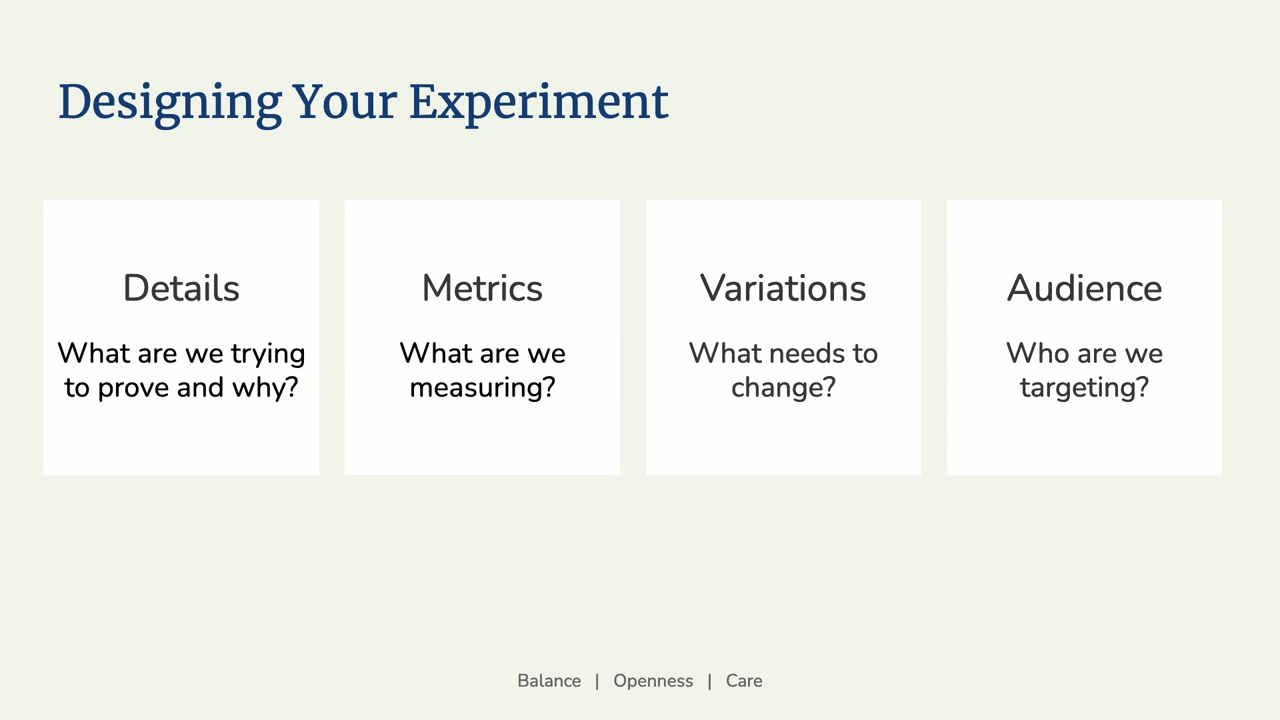 Designing Your Experiment
Details
What are we trying
to prove and why?
Metrics
What are we
measuring?
Variations
What needs to
change?
Audience
Who are we
targeting?
Balance | Openness | Care